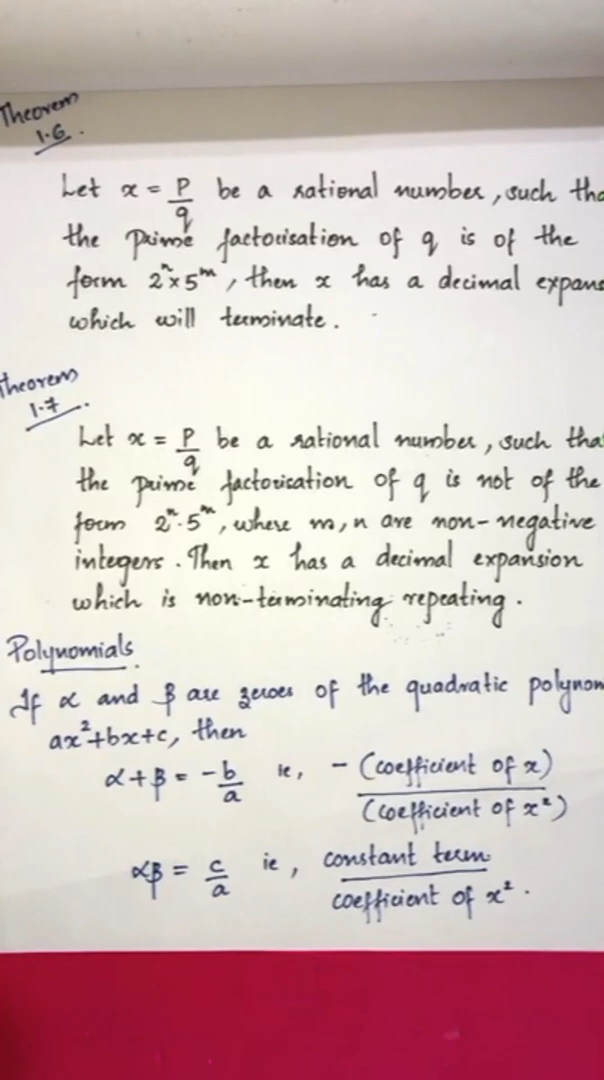 Theorem
1.6.
Let x = p/q be a rational number, such tha
the prime factorisation of q is of the
form 2ⁿ×5ᵐ, then x has a decimal expans
which will terminate.
Theorem
1.7.
Let x = p/q be a rational number, such tha
the prime factorisation of q is not of the
form 2ⁿ·5ᵐ, where m,n are non-negative
integers. Then x has a decimal expansion
which is non-terminating repeating.
Polynomials
If α and β are zeroes of the quadratic polynom
ax²+bx+c, then
α+β = -b/a ie, -(coefficient of x)/(coefficient of x²)
αβ = c/a ie, constant term/coefficient of x².